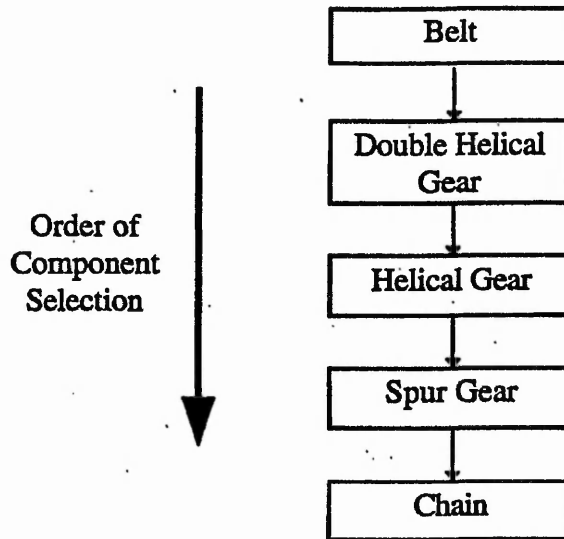 Belt
Double Helical
Gear
Order of
Component
Selection
Helical Gear
Spur Gear
Chain